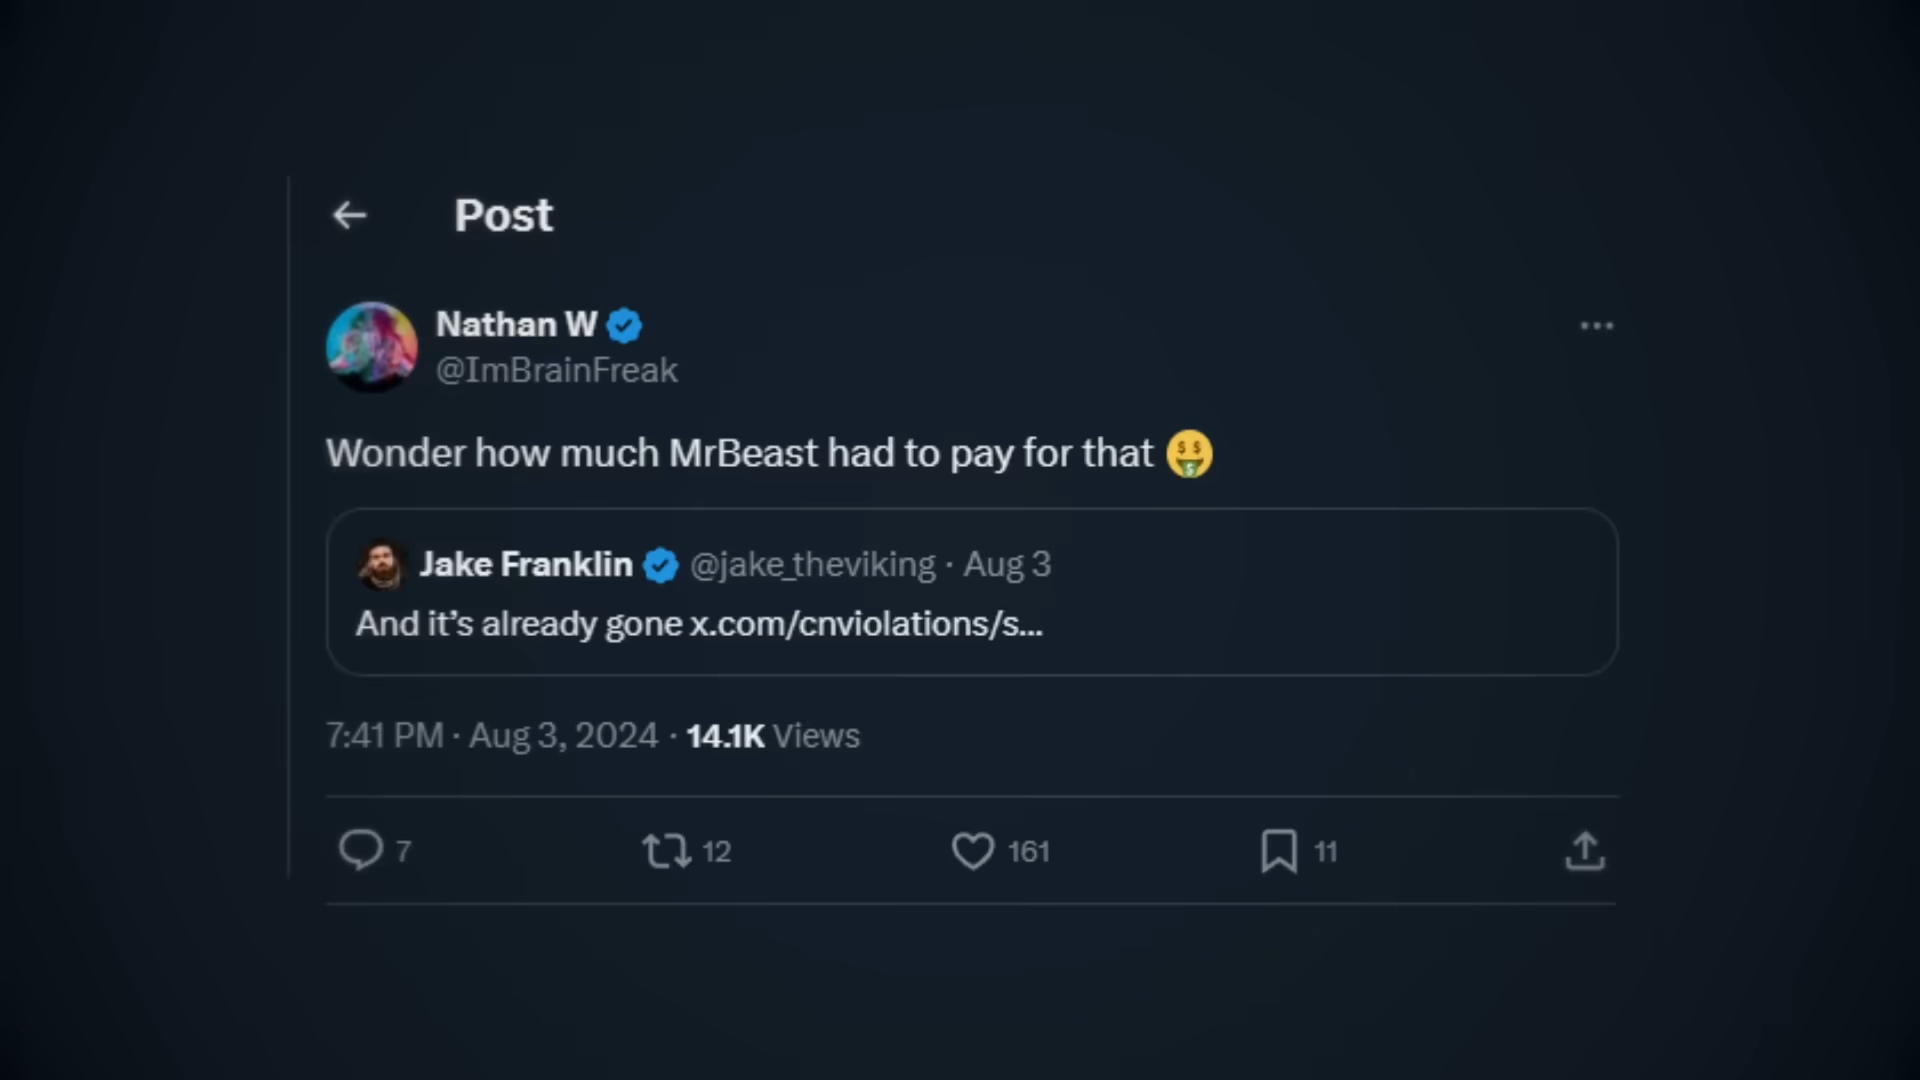 Post
Nathan W
@ImBrainFreak
Wonder how much MrBeast had to pay for that 🤑
Jake Franklin @jake_theviking · Aug 3
And it’s already gone x.com/cnviolations/s...
7:41 PM · Aug 3, 2024 · 14.1K Views
7 12 161 11